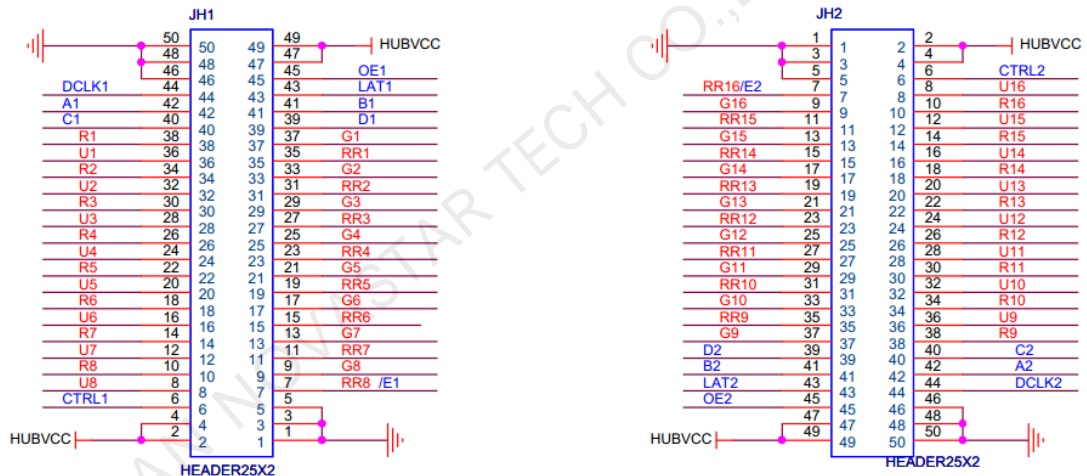 JH1
50 50 49 49
48 48 47 47 HUBVCC
46 46 45 45 OE1
DCLK1 44 44 43 43 LAT1
A1 42 42 41 41 B1
C1 40 40 39 39 D1
R1 38 38 37 37 G1
U1 36 36 35 35 RR1
R2 34 34 33 33 G2
U2 32 32 31 31 RR2
R3 30 30 29 29 G3
U3 28 28 27 27 RR3
R4 26 26 25 25 G4
U4 24 24 23 23 RR4
R5 22 22 21 21 G5
U5 20 20 19 19 RR5
R6 18 18 17 17 G6
U6 16 16 15 15 RR6
R7 14 14 13 13 G7
U7 12 12 11 11 RR7
R8 10 10 9 9 G8
U8 8 8 7 7 RR8 /E1
CTRL1 6 6 5 5
4 4 3 3
HUBVCC 2 2 1 1
HEADER25X2
JH2
1 1 2 2 HUBVCC
3 3 4 4
5 5 6 6 CTRL2
RR16/E2 7 7 8 8 U16
G16 9 9 10 10 R16
RR15 11 11 12 12 U15
G15 13 13 14 14 R15
RR14 15 15 16 16 U14
G14 17 17 18 18 R14
RR13 19 19 20 20 U13
G13 21 21 22 22 R13
RR12 23 23 24 24 U12
G12 25 25 26 26 R12
RR11 27 27 28 28 U11
G11 29 29 30 30 R11
RR10 31 31 32 32 U10
G10 33 33 34 34 R10
RR9 35 35 36 36 U9
G9 37 37 38 38 R9
D2 39 39 40 40 C2
B2 41 41 42 42 A2
LAT2 43 43 44 44 DCLK2
OE2 45 45 46 46
47 47 48 48
HUBVCC 49 49 50 50
HEADER25X2
AN NOVASTAR TECH CO.,